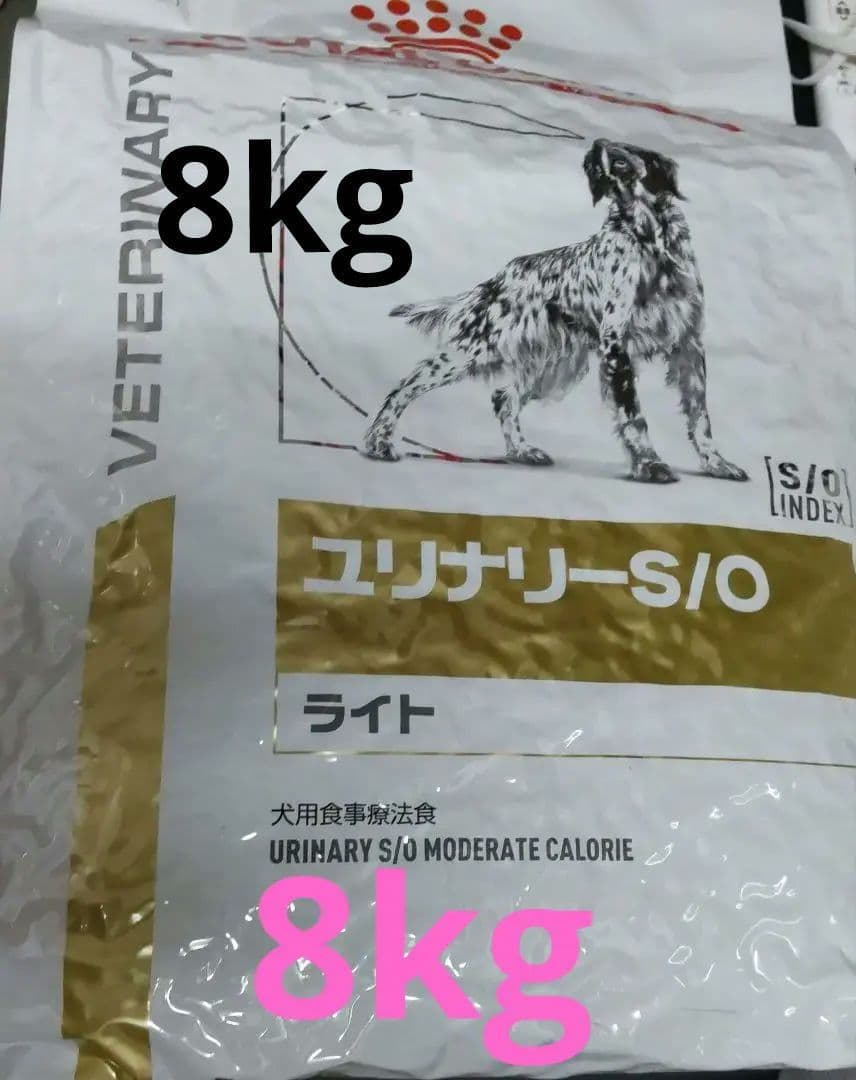 VETERINARY
8kg
S/O
INDEX
ユリナリーS/O
ライト
犬用食事療法食
URINARY S/O MODERATE CALORIE
8kg